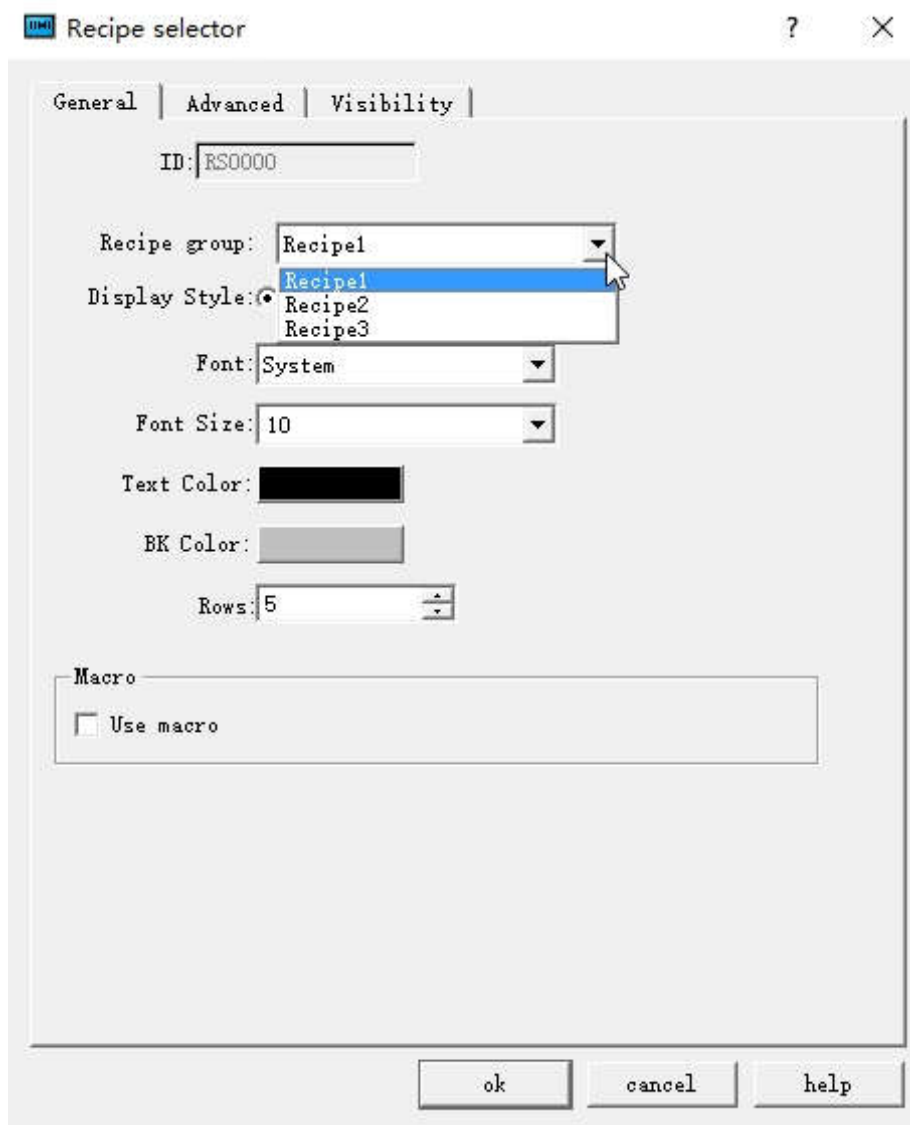 Recipe selector
General Advanced Visibility
ID: RS0000
Recipe group: Recipe1
Recipe1
Display Style:
Recipe2
Recipe3
Font: System
Font Size: 10
Text Color:
BK Color:
Rows: 5
Macro
Use macro
ok cancel help